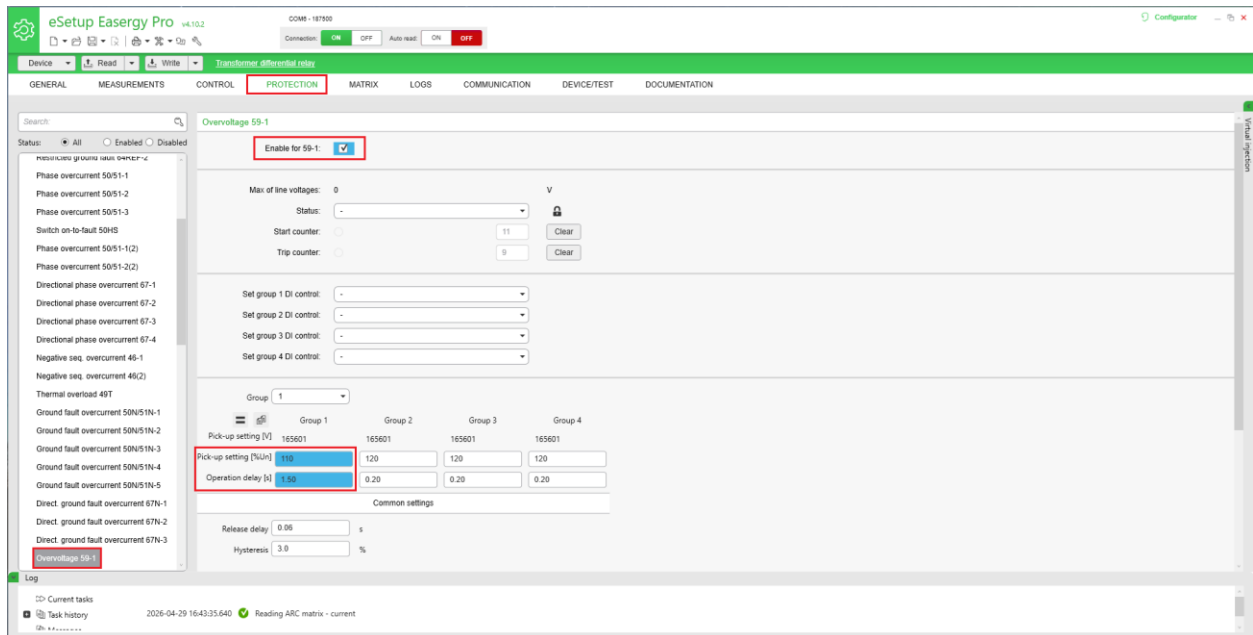 eSetup Easergy Pro v4.10.2
COM6 - 187500
Connection: ON OFF Auto read: ON OFF
Configurator
Device Read Write Transformer differential relay
GENERAL MEASUREMENTS CONTROL PROTECTION MATRIX LOGS COMMUNICATION DEVICE/TEST DOCUMENTATION
Search:
Status: All Enabled Disabled
Restricted ground fault 64REF-2
Phase overcurrent 50/51-1
Phase overcurrent 50/51-2
Phase overcurrent 50/51-3
Switch on-to-fault 50HS
Phase overcurrent 50/51-1(2)
Phase overcurrent 50/51-2(2)
Directional phase overcurrent 67-1
Directional phase overcurrent 67-2
Directional phase overcurrent 67-3
Directional phase overcurrent 67-4
Negative seq. overcurrent 46-1
Negative seq. overcurrent 46(2)
Thermal overload 49T
Ground fault overcurrent 50N/51N-1
Ground fault overcurrent 50N/51N-2
Ground fault overcurrent 50N/51N-3
Ground fault overcurrent 50N/51N-4
Ground fault overcurrent 50N/51N-5
Direct. ground fault overcurrent 67N-1
Direct. ground fault overcurrent 67N-2
Direct. ground fault overcurrent 67N-3
Overvoltage 59-1
Overvoltage 59-1
Enable for 59-1:
Max of line voltages: 0 V
Status: -
Start counter: 11 Clear
Trip counter: 9 Clear
Set group 1 DI control: -
Set group 2 DI control: -
Set group 3 DI control: -
Set group 4 DI control: -
Group 1
Group 1 Group 2 Group 3 Group 4
Pick-up setting [V] 165601 165601 165601 165601
Pick-up setting [%Un] 110 120 120 120
Operation delay [s] 1.50 0.20 0.20 0.20
Common settings
Release delay 0.06 s
Hysteresis 3.0 %
Virtual injection
Log
Current tasks
Task history 2026-04-29 16:43:35.640 Reading ARC matrix - current